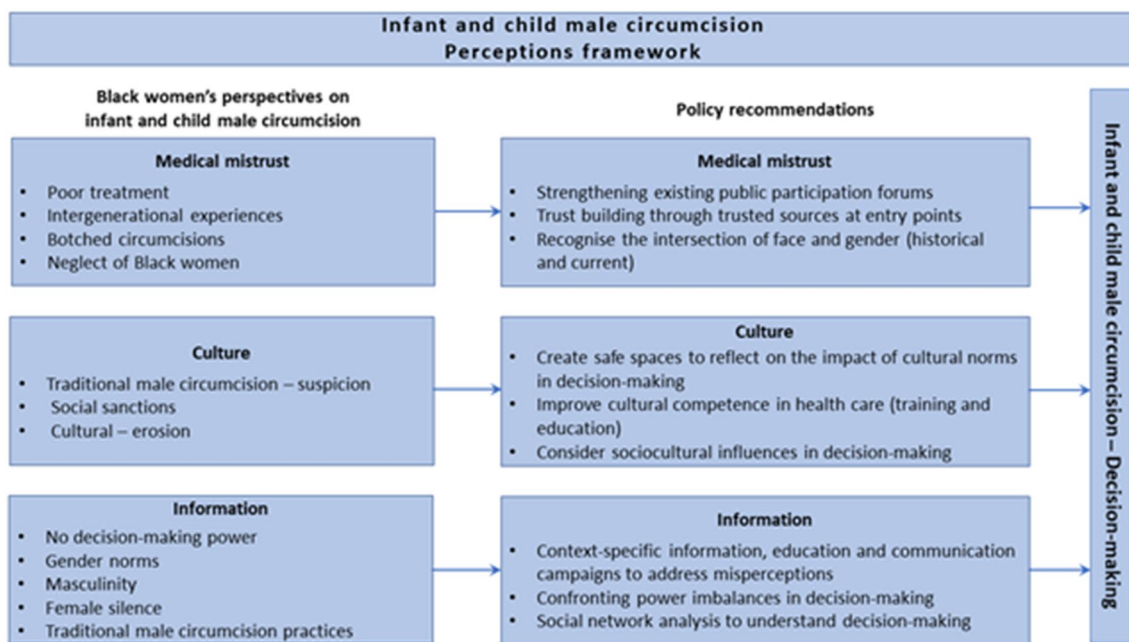 Infant and child male circumcision
Perceptions framework
Black women's perspectives on
infant and child male circumcision
Policy recommendations
Medical mistrust
• Poor treatment
• Intergenerational experiences
• Botched circumcisions
• Neglect of Black women
Medical mistrust
• Strengthening existing public participation forums
• Trust building through trusted sources at entry points
• Recognise the intersection of face and gender (historical
and current)
Culture
• Traditional male circumcision – suspicion
• Social sanctions
• Cultural – erosion
Culture
• Create safe spaces to reflect on the impact of cultural norms
in decision-making
• Improve cultural competence in health care (training and
education)
• Consider sociocultural influences in decision-making
Information
• No decision-making power
• Gender norms
• Masculinity
• Female silence
• Traditional male circumcision practices
Information
• Context-specific information, education and communication
campaigns to address misperceptions
• Confronting power imbalances in decision-making
• Social network analysis to understand decision-making
Infant and child male circumcision – Decision-making